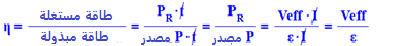 η = طاقة مستغلة / طاقة مبذولة = P_R · t / P مصدر · t = P_R / P مصدر = Veff · I / ε · I = Veff / ε